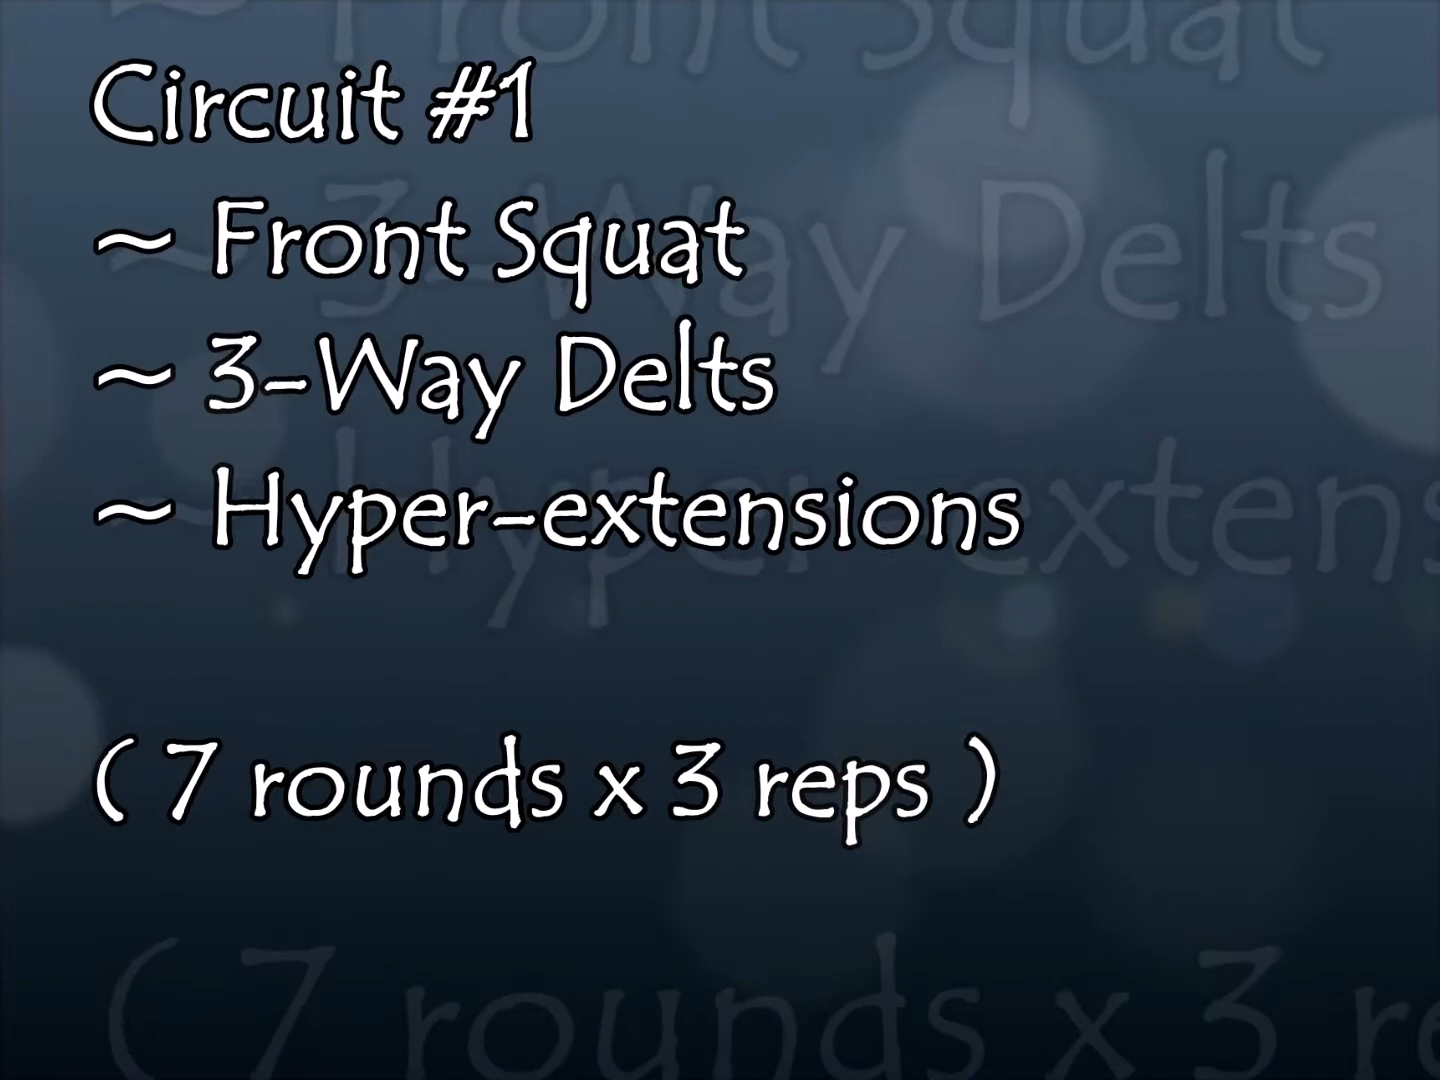 Circuit #1
~ Front Squat
~ 3-Way Delts
~ Hyper-extensions
( 7 rounds x 3 reps )